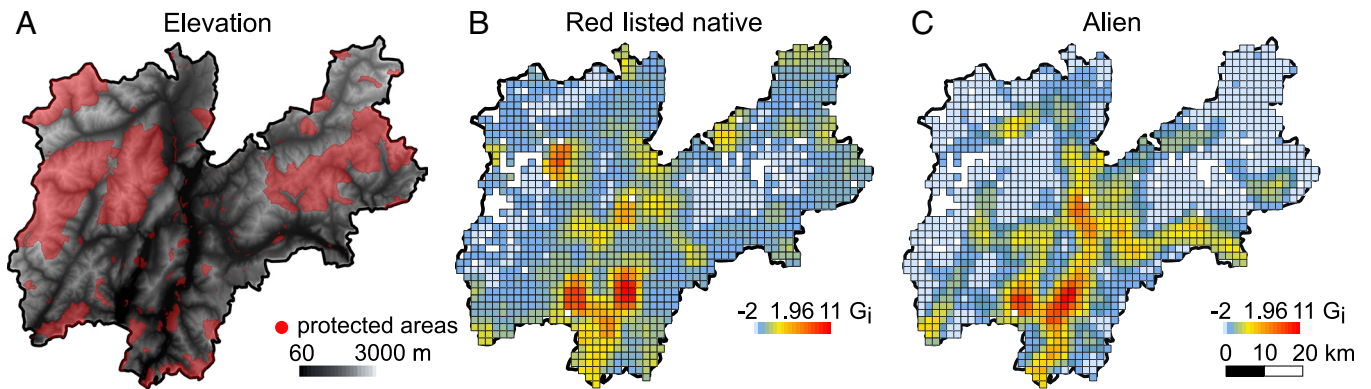 A Elevation
B Red listed native
C Alien
protected areas
60 3000 m
-2 1.96 11 Gi
-2 1.96 11 Gi
0 10 20 km